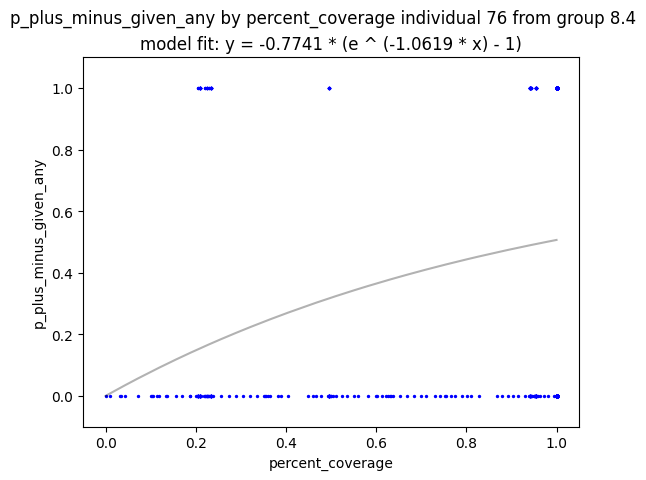 p_plus_minus_given_any by percent_coverage individual 76 from group 8.4
model fit: y = -0.7741 * (e ^ (-1.0619 * x) - 1)
1.0
0.8
0.6
0.4
0.2
0.0
p_plus_minus_given_any
0.0 0.2 0.4 0.6 0.8 1.0
percent_coverage